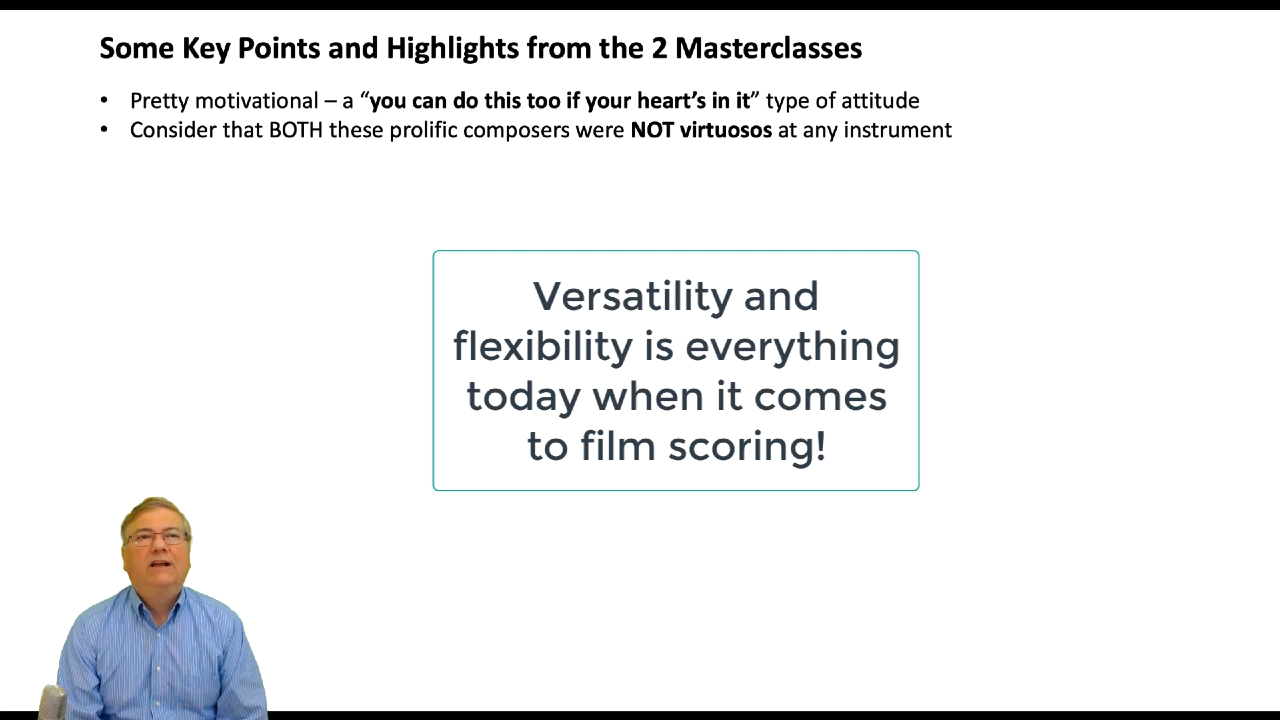 Some Key Points and Highlights from the 2 Masterclasses
• Pretty motivational – a “you can do this too if your heart’s in it” type of attitude
• Consider that BOTH these prolific composers were NOT virtuosos at any instrument
Versatility and
flexibility is everything
today when it comes
to film scoring!